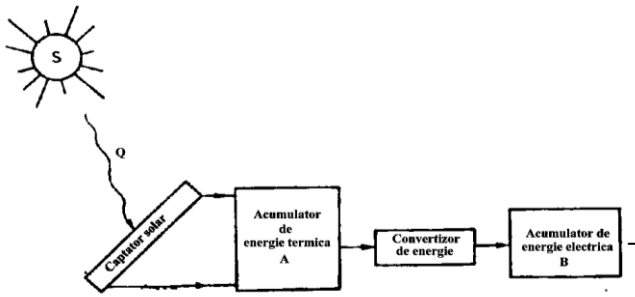 S
Q
Captator solar
Acumulator
de
energie termica
A
Convertizor
de energie
Acumulator de
energie electrica
B